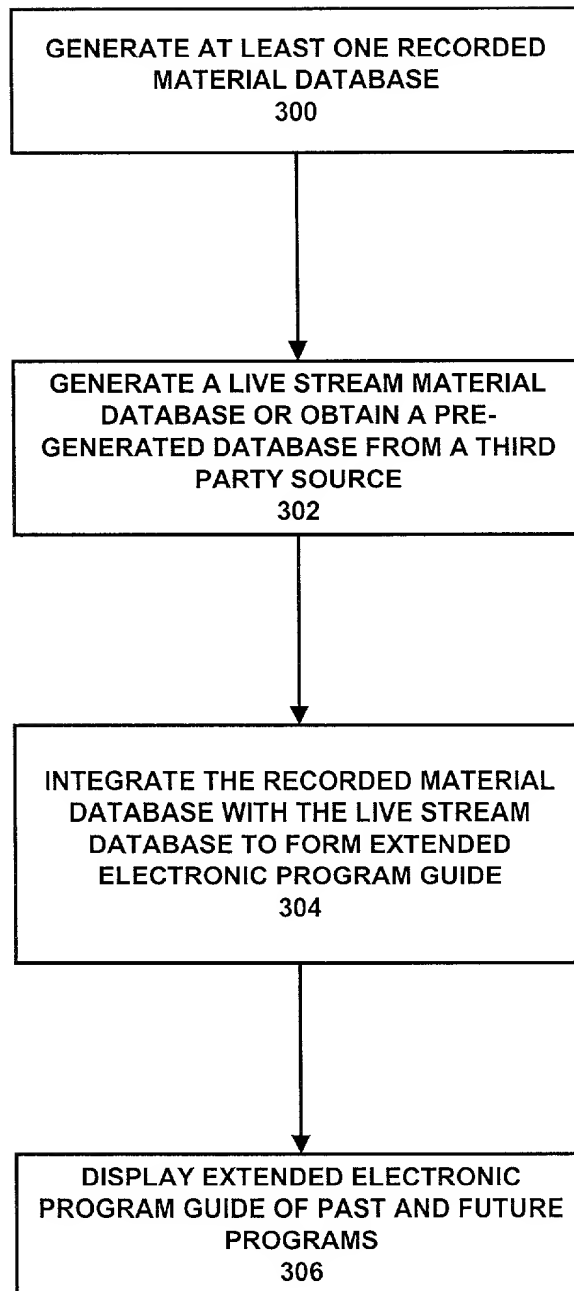 GENERATE AT LEAST ONE RECORDED
MATERIAL DATABASE
300
GENERATE A LIVE STREAM MATERIAL
DATABASE OR OBTAIN A PRE-
GENERATED DATABASE FROM A THIRD
PARTY SOURCE
302
INTEGRATE THE RECORDED MATERIAL
DATABASE WITH THE LIVE STREAM
DATABASE TO FORM EXTENDED
ELECTRONIC PROGRAM GUIDE
304
DISPLAY EXTENDED ELECTRONIC
PROGRAM GUIDE OF PAST AND FUTURE
PROGRAMS
306